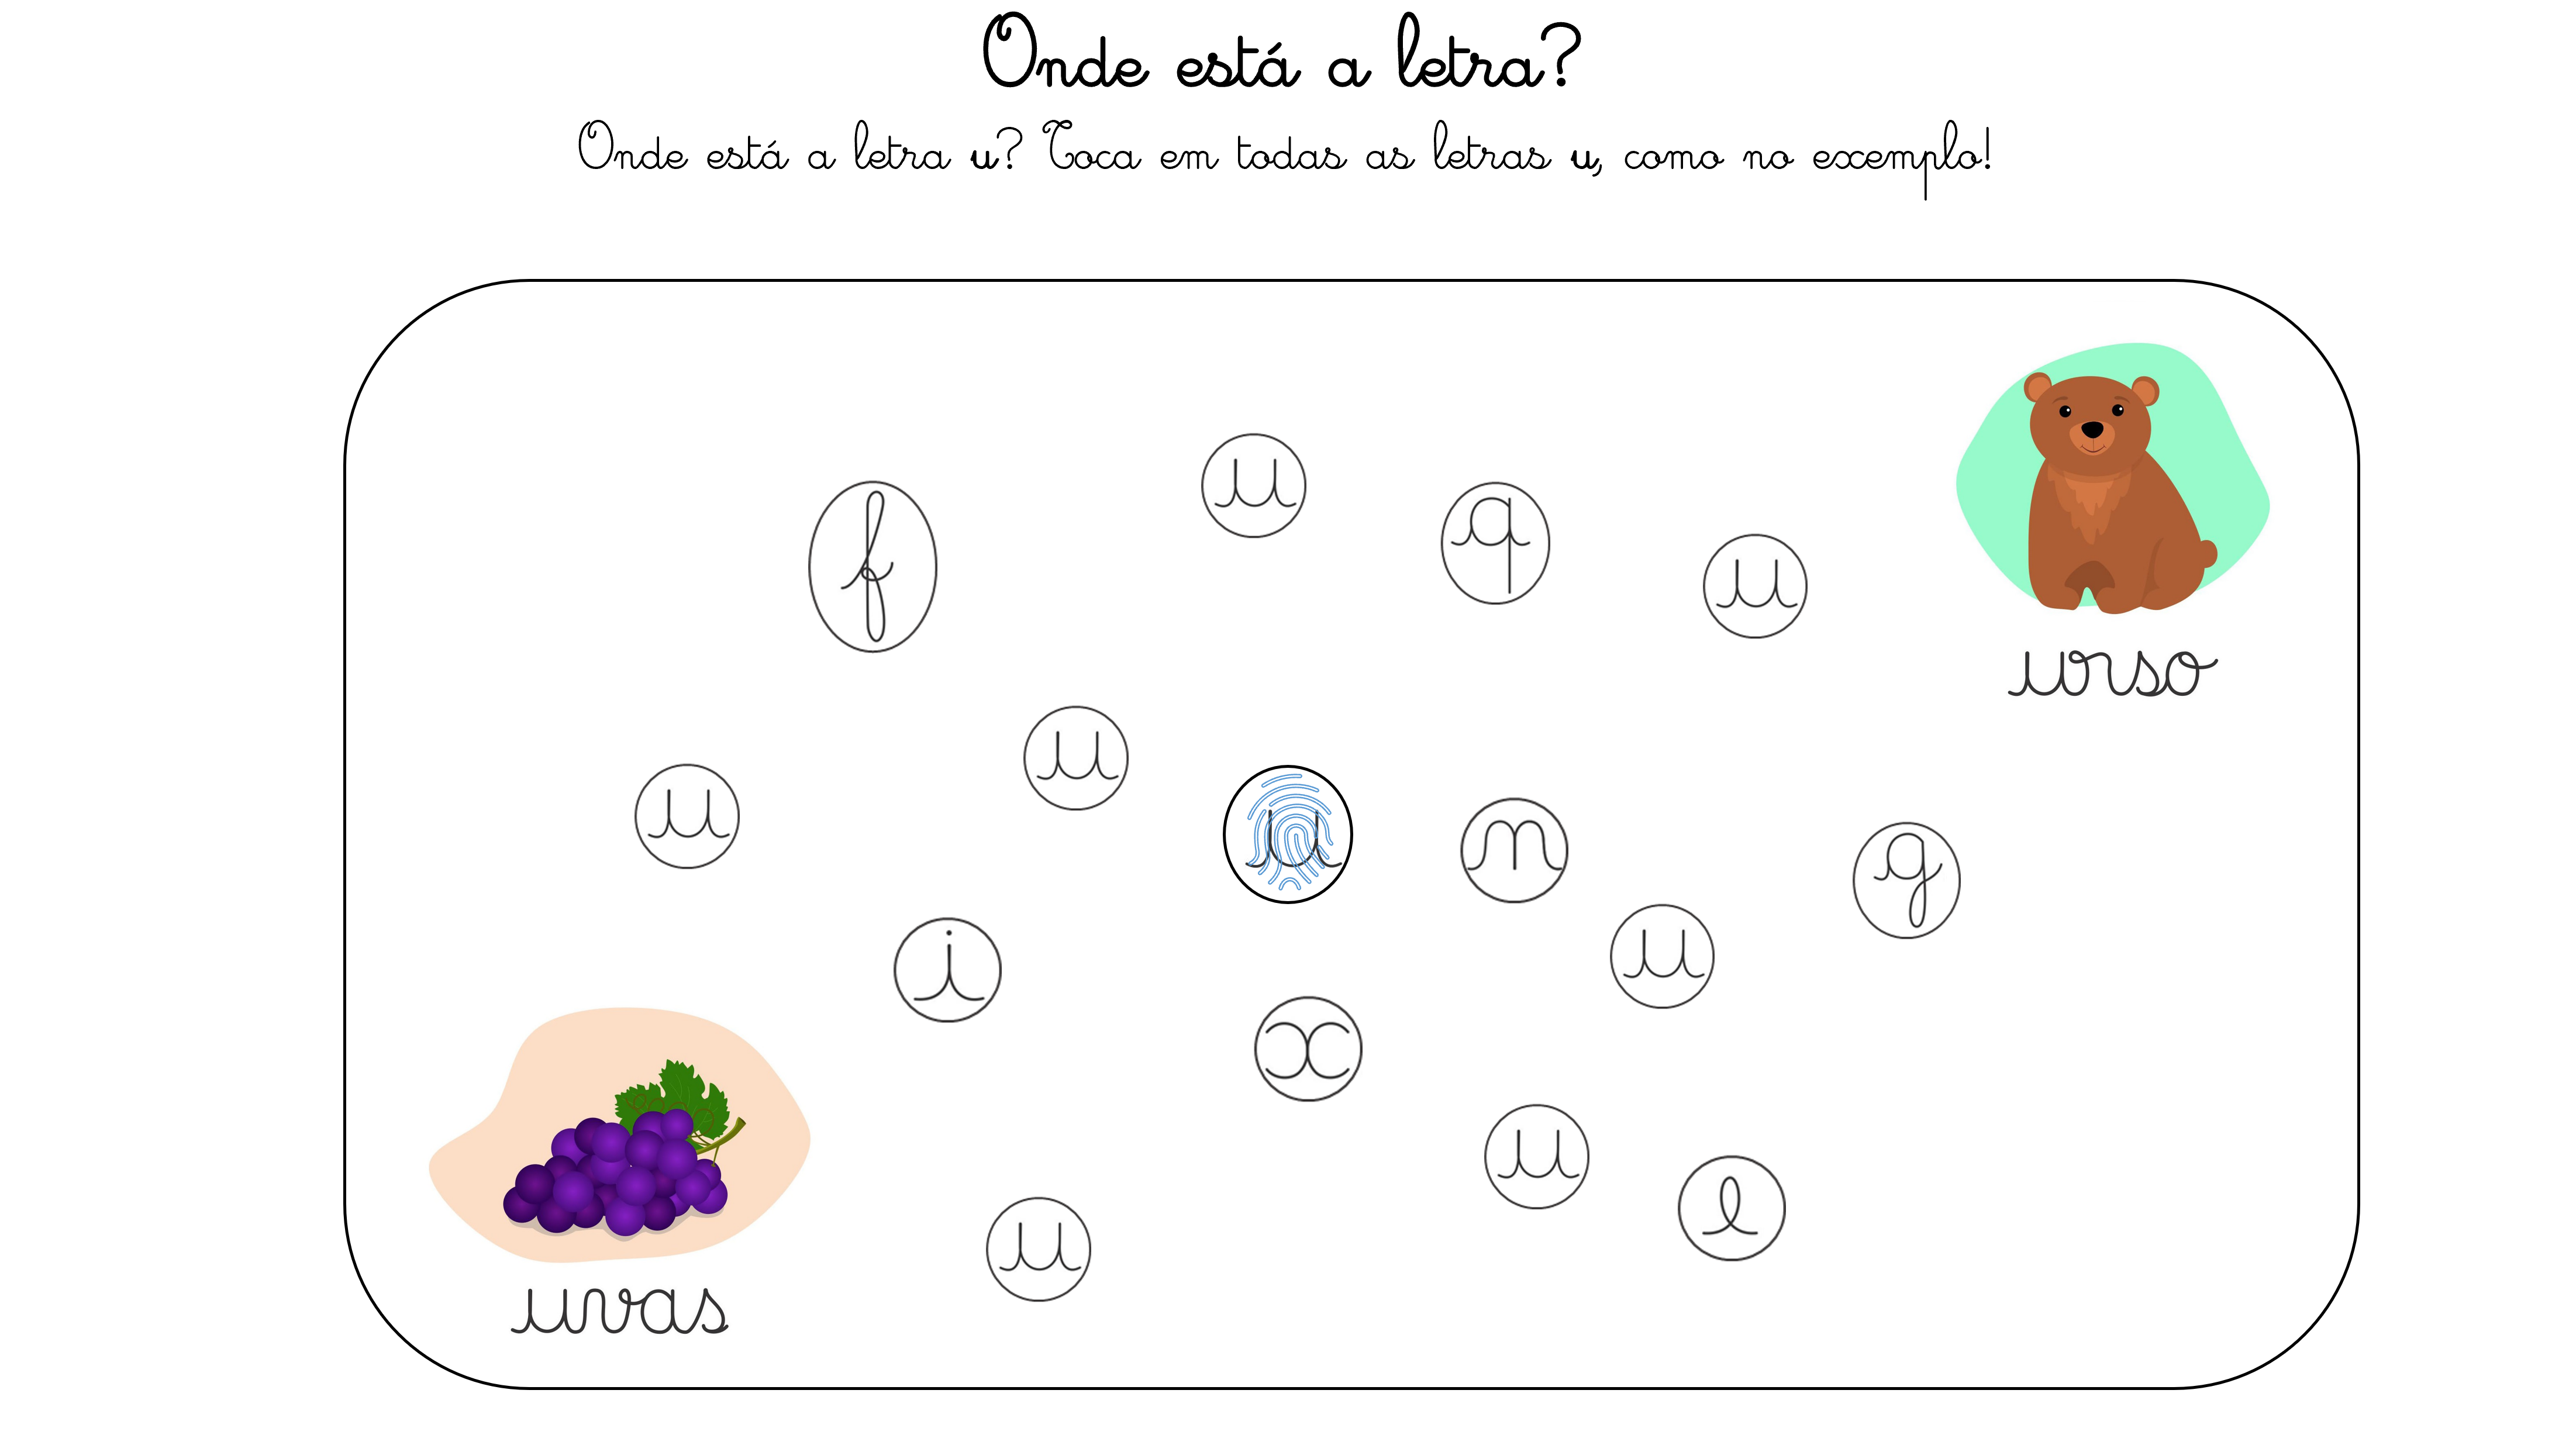 Onde está a letra?
Onde está a letra u? Toca em todas as letras u, como no exemplo!
u
f
q
u
urso
u
u
u
m
g
i
u
x
u
l
u
uvas